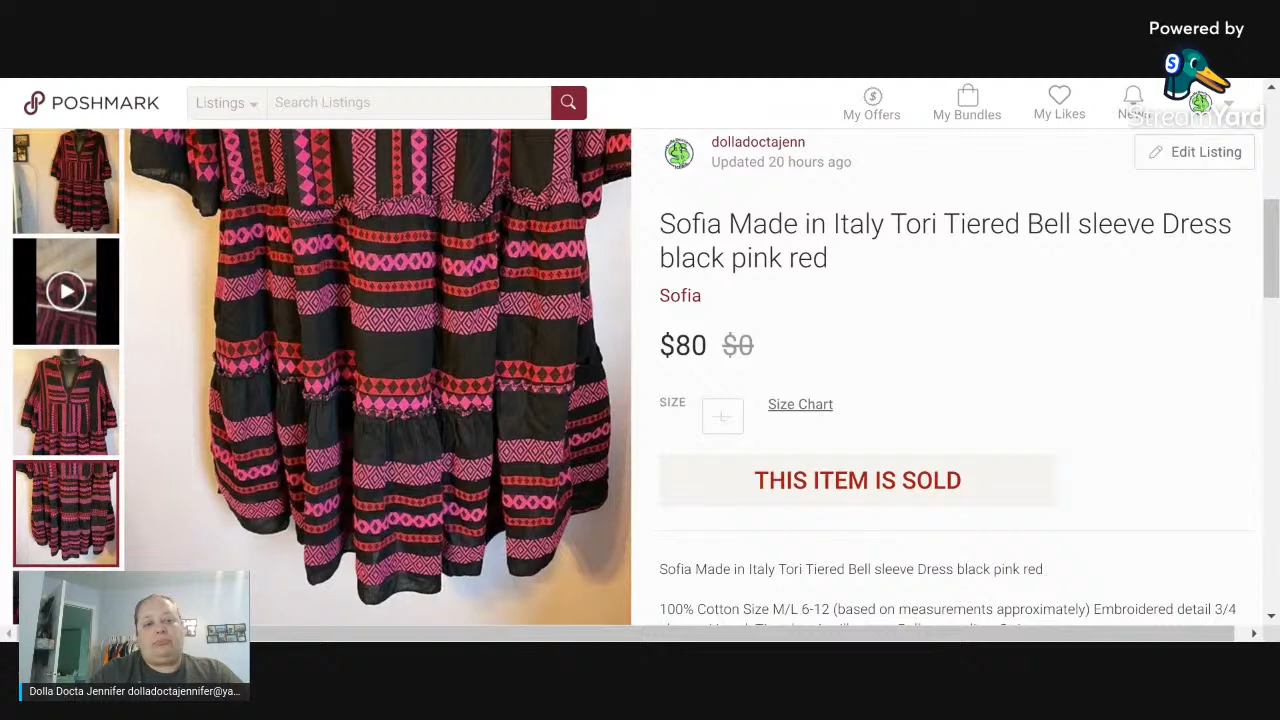 Powered by
StreamYard
POSHMARK
Listings
Search Listings
My Offers
My Bundles
My Likes
dolladoctajenn
Updated 20 hours ago
Edit Listing
Sofia Made in Italy Tori Tiered Bell sleeve Dress
black pink red
Sofia
$80 $0
SIZE
Size Chart
THIS ITEM IS SOLD
Sofia Made in Italy Tori Tiered Bell sleeve Dress black pink red
100% Cotton Size M/L 6-12 (based on measurements approximately) Embroidered detail 3/4
Dolla Docta Jennifer dolladoctajennifer@ya...